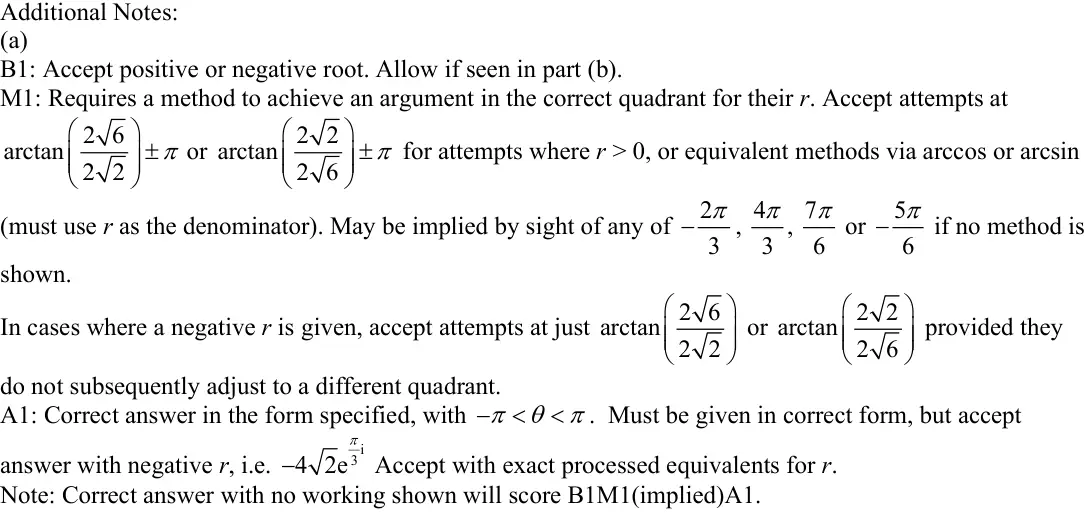 Additional Notes:
(a)
B1: Accept positive or negative root. Allow if seen in part (b).
M1: Requires a method to achieve an argument in the correct quadrant for their r. Accept attempts at
arctan(2√6/2√2) ± π or arctan(2√2/2√6) ± π for attempts where r > 0, or equivalent methods via arccos or arcsin
(must use r as the denominator). May be implied by sight of any of −2π/3, 4π/3, 7π/6 or −5π/6 if no method is
shown.
In cases where a negative r is given, accept attempts at just arctan(2√6/2√2) or arctan(2√2/2√6) provided they
do not subsequently adjust to a different quadrant.
A1: Correct answer in the form specified, with −π < θ < π. Must be given in correct form, but accept
answer with negative r, i.e. −4√2e^(π/3 i) Accept with exact processed equivalents for r.
Note: Correct answer with no working shown will score B1M1(implied)A1.